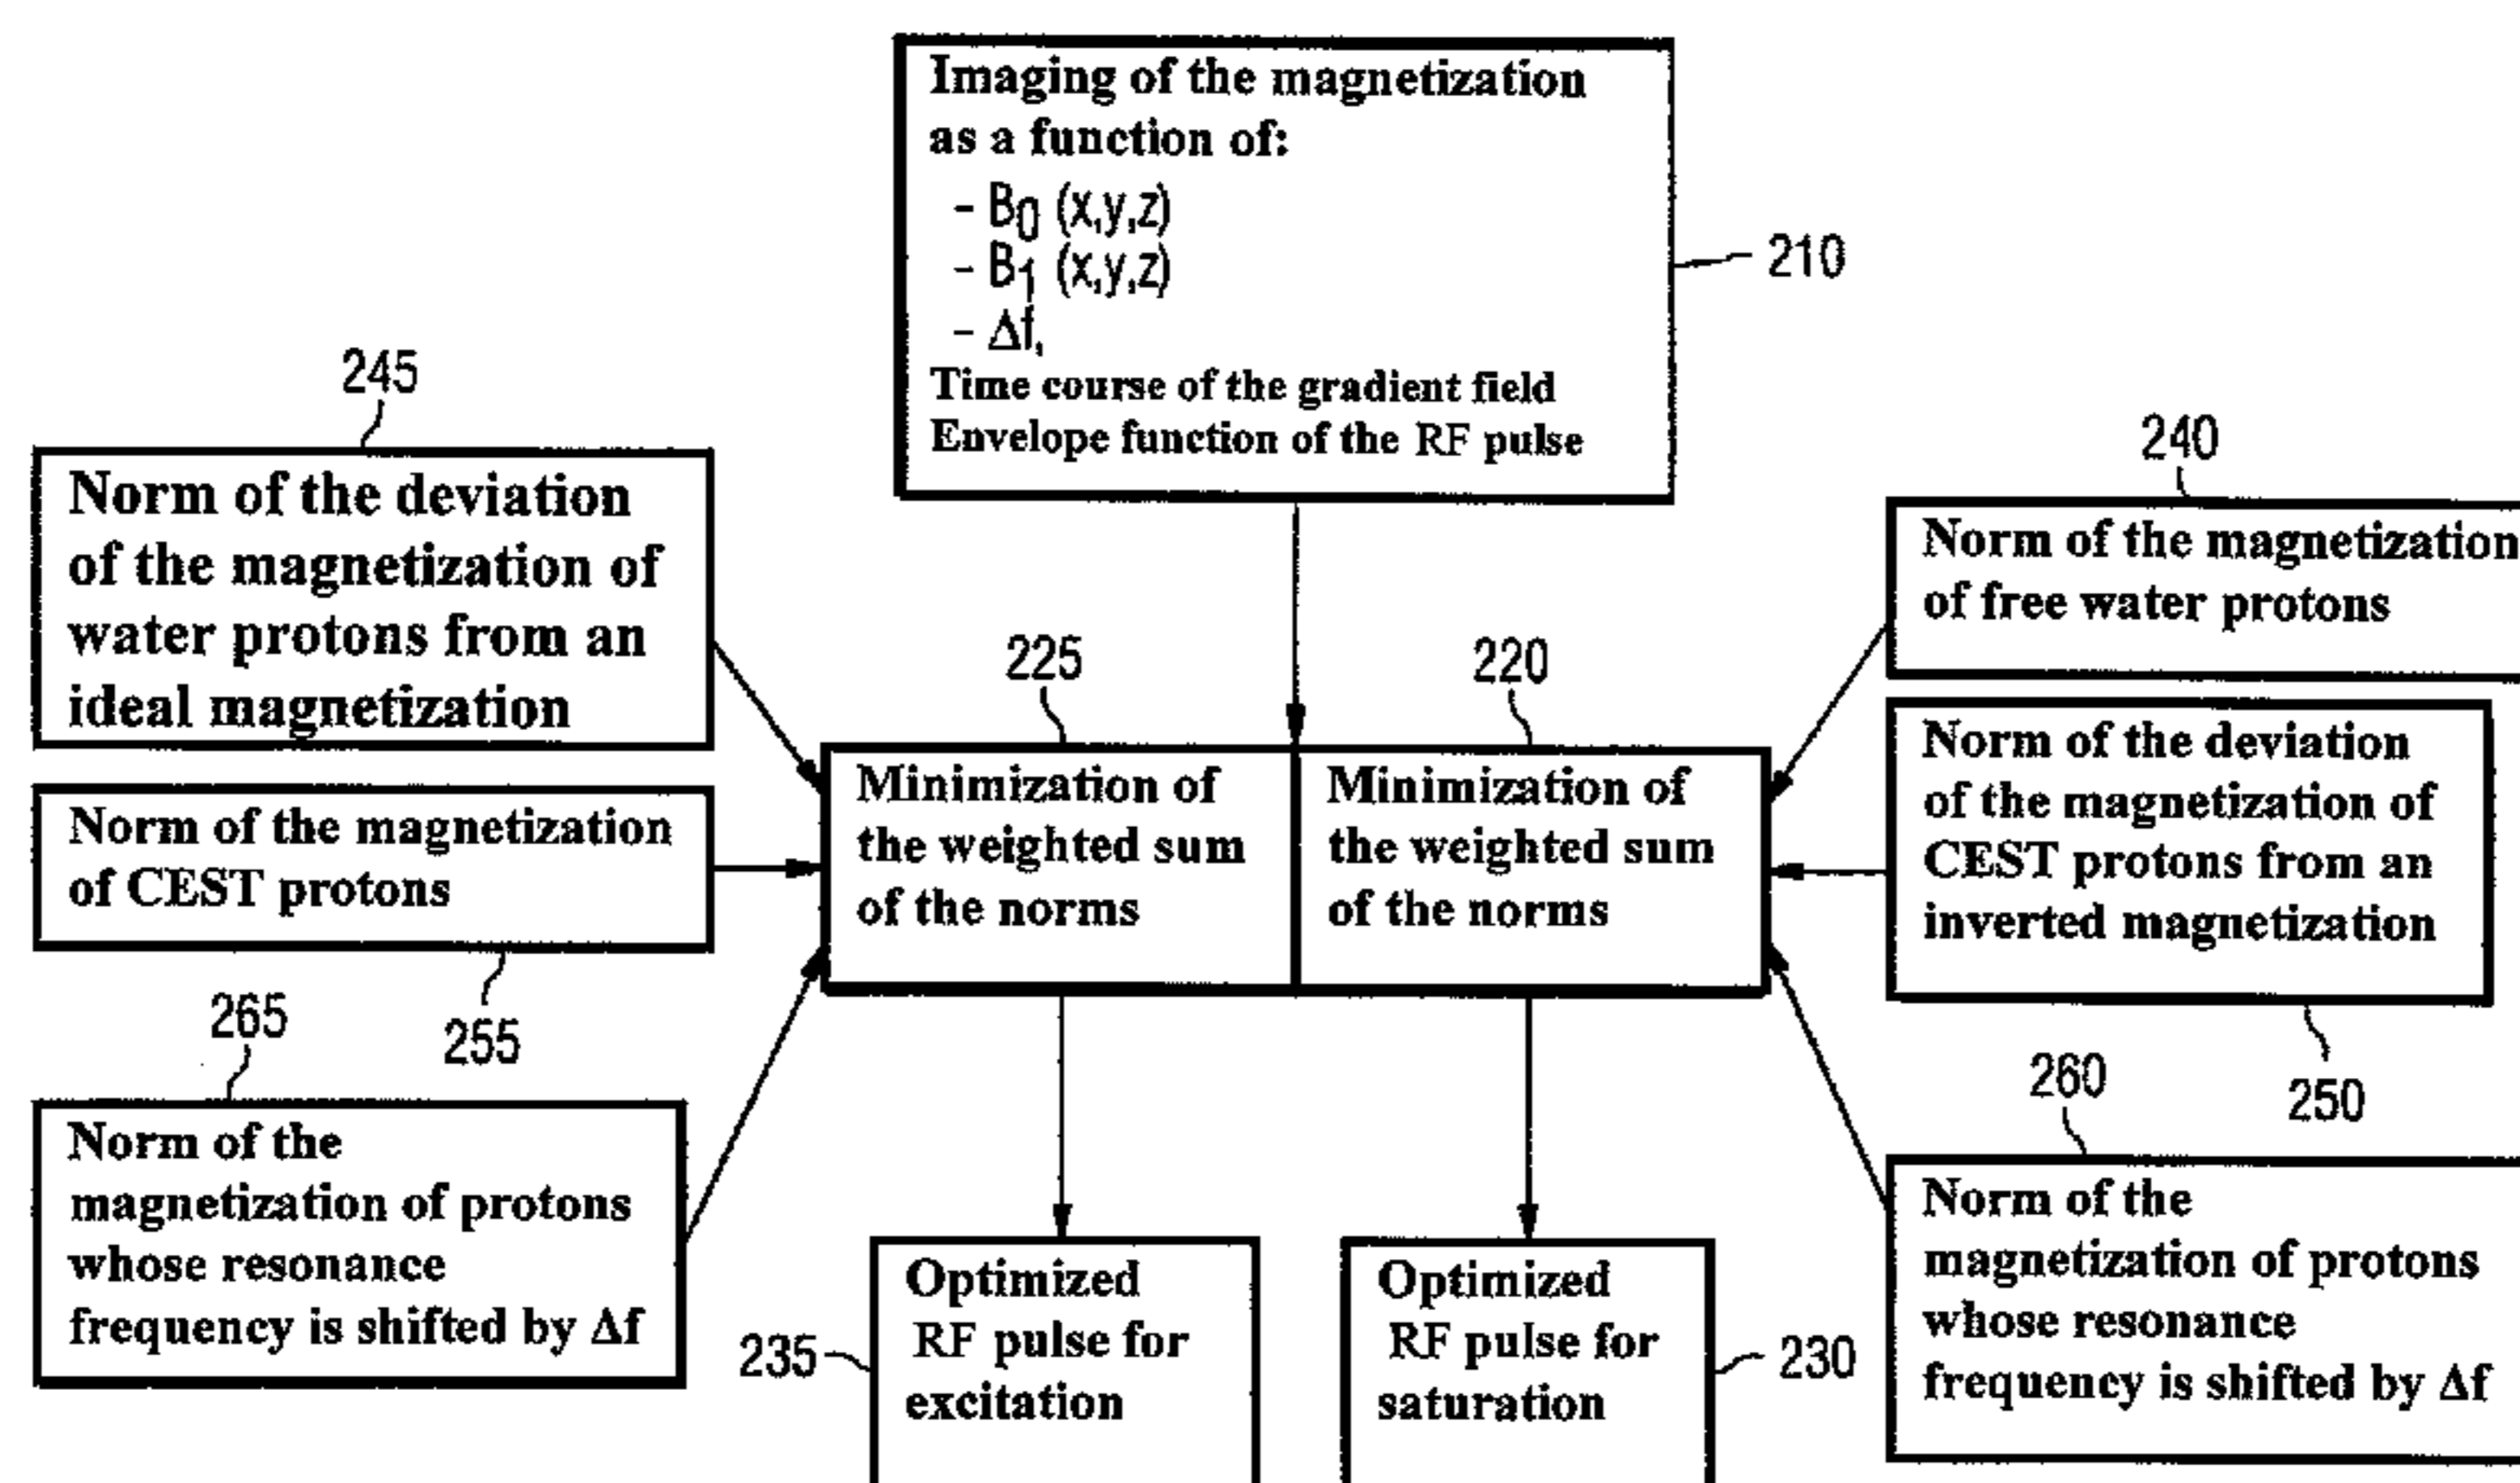 Imaging of the magnetization
as a function of:
- B0 (x,y,z)
- B1 (x,y,z)
- Δf,
Time course of the gradient field
Envelope function of the RF pulse
210
245
Norm of the deviation
of the magnetization of
water protons from an
ideal magnetization
240
Norm of the magnetization
of free water protons
225
Minimization of
the weighted sum
of the norms
220
Minimization of
the weighted sum
of the norms
Norm of the deviation
of the magnetization of
CEST protons from an
inverted magnetization
250
Norm of the magnetization
of CEST protons
255
265
Norm of the
magnetization of protons
whose resonance
frequency is shifted by Δf
235
Optimized
RF pulse for
excitation
Optimized
RF pulse for
saturation
230
260
Norm of the
magnetization of protons
whose resonance
frequency is shifted by Δf